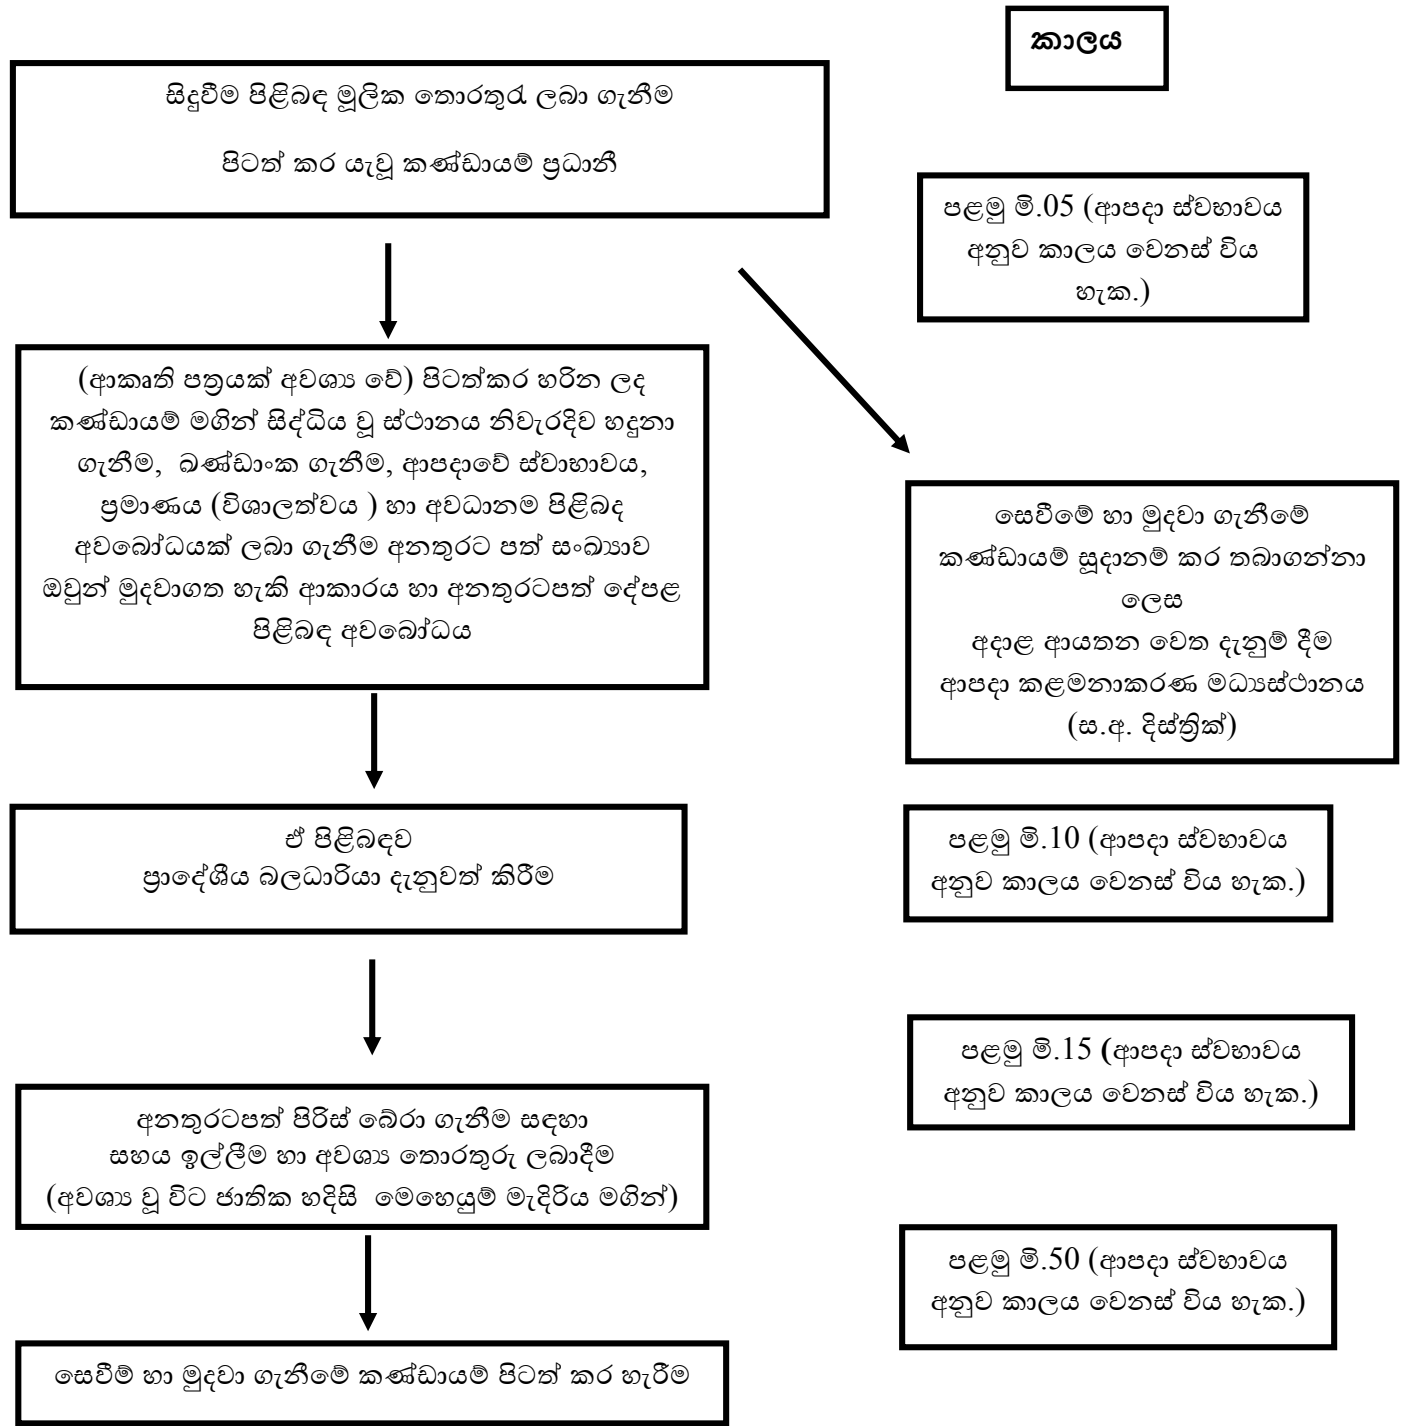 කාලය
සිදුවීම පිළිබඳ මූලික තොරතුරැ ලබා ගැනීම
පිටත් කර යැවූ කණ්ඩායම් ප්‍රධානී
පළමු මි.05 (ආපදා ස්වභාවය
අනුව කාලය වෙනස් විය
හැක.)
(ආකෘති පත්‍රයක් අවශ්‍ය වේ) පිටත්කර හරින ලද
කණ්ඩායම් මගින් සිද්ධිය වූ ස්ථානය නිවැරදිව හදුනා
ගැනීම, ඛණ්ඩාංක ගැනීම, ආපදාවේ ස්වාභාවය,
ප්‍රමාණය (විශාලත්වය ) හා අවධානම පිළිබද
අවබෝධයක් ලබා ගැනීම අනතුරට පත් සංඛ්‍යාව
ඔවුන් මුදවාගත හැකි ආකාරය හා අනතුරටපත් දේපළ
පිළිබඳ අවබෝධය
සෙවීමේ හා මුදවා ගැනීමේ
කණ්ඩායම් සූදානම් කර තබාගන්නා
ලෙස
අදාළ ආයතන වෙත දැනුම් දීම
ආපදා කළමනාකරණ මධ්‍යස්ථානය
(ස.අ. දිස්ත්‍රික්)
ඒ පිළිබඳව
ප්‍රාදේශීය බලධාරියා දැනුවත් කිරීම
පළමු මි.10 (ආපදා ස්වභාවය
අනුව කාලය වෙනස් විය හැක.)
පළමු මි.15 (ආපදා ස්වභාවය
අනුව කාලය වෙනස් විය හැක.)
අනතුරටපත් පිරිස් බේරා ගැනීම සඳහා
සහය ඉල්ලීම හා අවශ්‍ය තොරතුරු ලබාදීම
(අවශ්‍ය වූ විට ජාතික හදිසි මෙහෙයුම් මැදිරිය මගින්)
පළමු මි.50 (ආපදා ස්වභාවය
අනුව කාලය වෙනස් විය හැක.)
සෙවීම් හා මුදවා ගැනීමේ කණ්ඩායම් පිටත් කර හැරීම